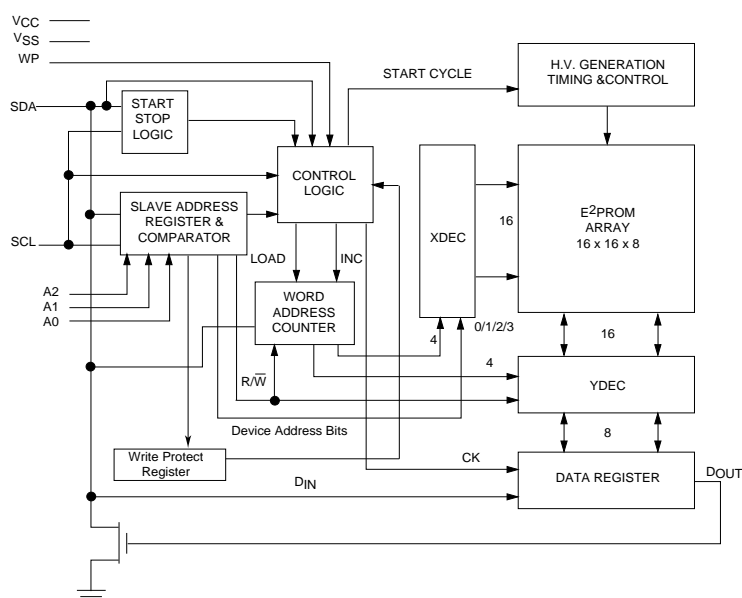 VCC
VSS
WP
SDA
START
STOP
LOGIC
START CYCLE
H.V. GENERATION
TIMING &CONTROL
CONTROL
LOGIC
SLAVE ADDRESS
REGISTER &
COMPARATOR
SCL
LOAD
INC
A2
A1
A0
WORD
ADDRESS
COUNTER
XDEC
16
E2PROM
ARRAY
16 x 16 x 8
0/1/2/3
4
16
R/W̅
4
YDEC
Device Address Bits
8
Write Protect
Register
CK
DIN
DATA REGISTER
DOUT